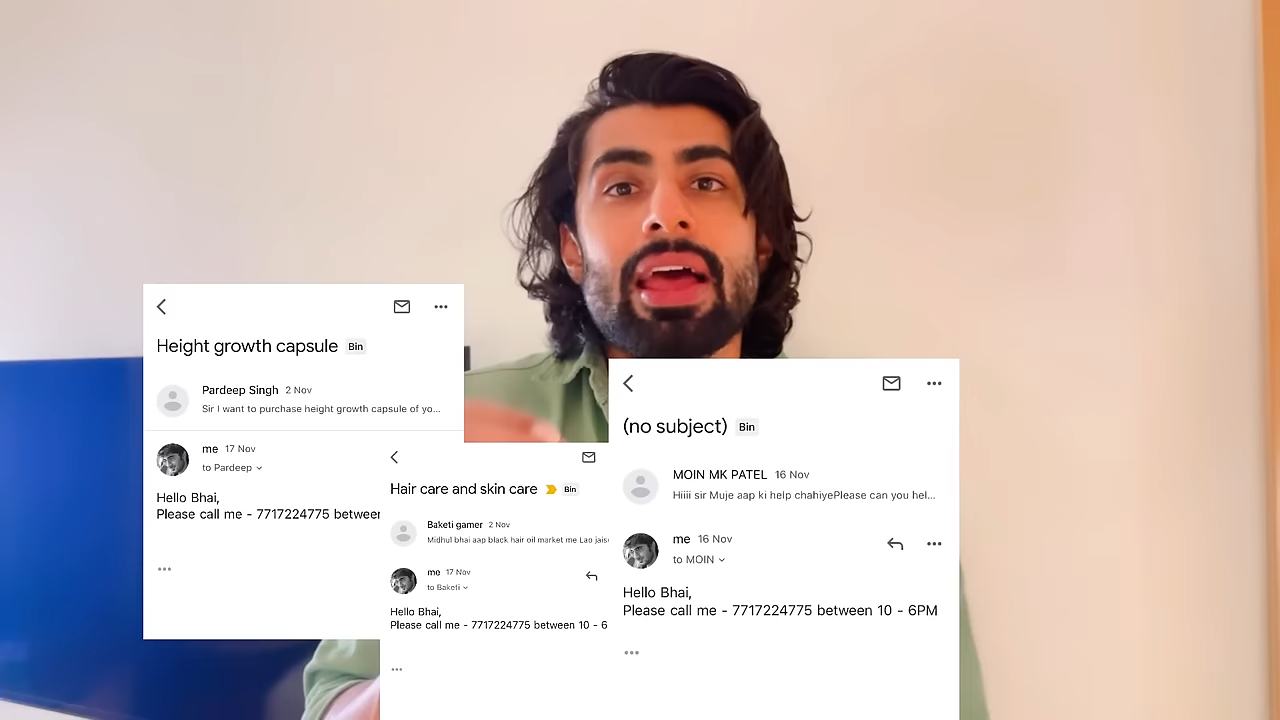 Height growth capsule Bin
Pardeep Singh 2 Nov
Sir I want to purchase height growth capsule of yo...
me 17 Nov
to Pardeep
Hello Bhai,
Please call me - 7717224775 between
Hair care and skin care Bin
Baketi gamer 2 Nov
Midhul bhai aap black hair oil market me Lao jais
me 17 Nov
to Baketi
Hello Bhai,
Please call me - 7717224775 between 10 - 6
(no subject) Bin
MOIN MK PATEL 16 Nov
Hiiii sir Muje aap ki help chahiyePlease can you hel...
me 16 Nov
to MOIN
Hello Bhai,
Please call me - 7717224775 between 10 - 6PM